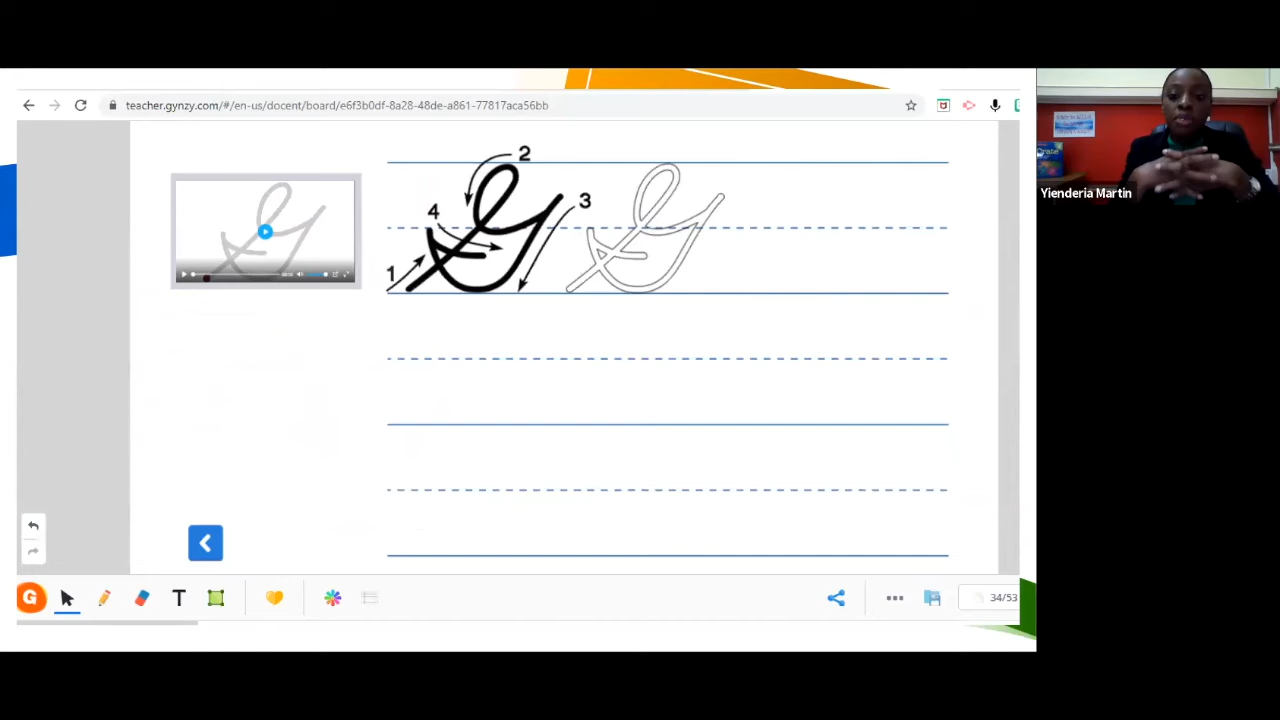 teacher.gynzy.com/#/en-us/docent/board/e6f3b0df-8a28-48de-a861-77817aca56bb
Yienderia Martin
2
3
4
1
G
G
G
T
34/53